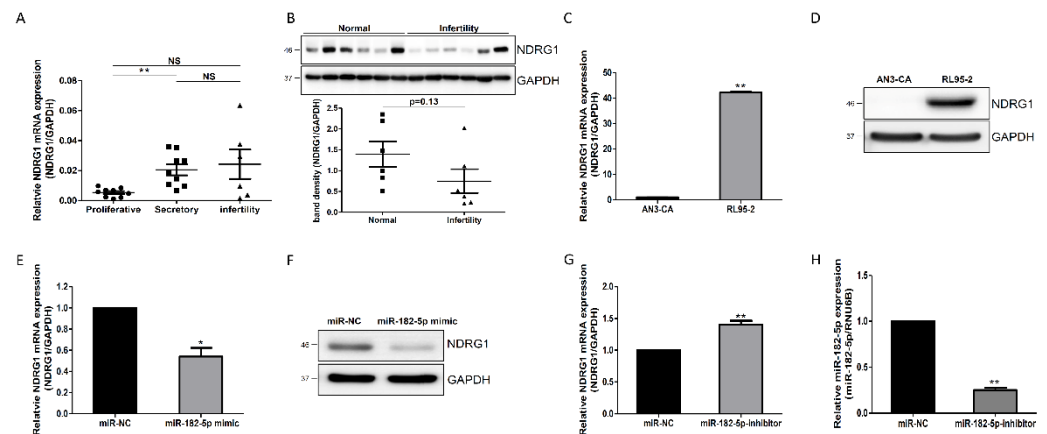 A
Relatvie NDRG1 mRNA expression
(NDRG1/GAPDH)
0.08
0.06
0.04
0.02
0.00
NS
**
NS
Proliferative Secretory infertility
B
Normal Infertility
46
NDRG1
37
GAPDH
band density (NDRG1/GAPDH)
2.5
2.0
1.5
1.0
0.5
0.0
p=0.13
Normal Infertility
C
Relatvie NDRG1 mRNA expression
(NDRG1/GAPDH)
50
40
30
20
10
0
**
AN3-CA RL95-2
D
AN3-CA RL95-2
46
NDRG1
37
GAPDH
E
Relatvie NDRG1 mRNA expression
(NDRG1/GAPDH)
1.2
1.0
0.8
0.6
0.4
0.2
0.0
*
miR-NC miR-182-5p mimic
F
miR-NC miR-182-5p mimic
46
NDRG1
37
GAPDH
G
Relative NDRG1 mRNA expression
(NDRG1/GAPDH)
2.0
1.5
1.0
0.5
0.0
**
miR-NC miR-182-5p-inhibitor
H
Relative miR-182-5p expression
(miR-182-5p/RNU6B)
1.5
1.0
0.5
0.0
**
miR-NC miR-182-5p-inhibitor